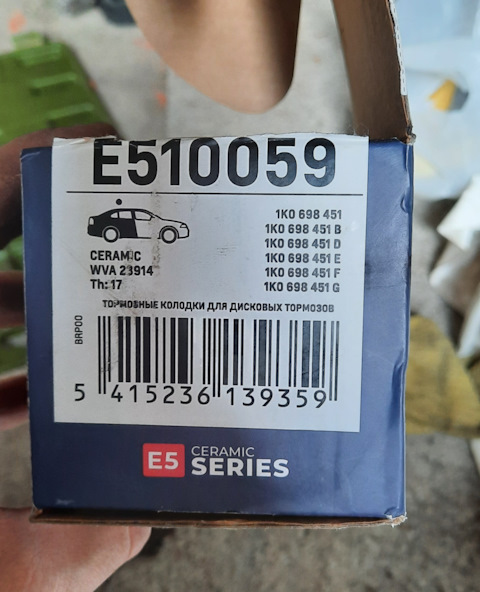 E510059
1K0 698 451
1K0 698 451 B
CERAMIC
1K0 698 451 D
WVA 23914
1K0 698 451 E
Th: 17
1K0 698 451 F
1K0 698 451 G
ТОРМОЗНЫЕ КОЛОДКИ ДЛЯ ДИСКОВЫХ ТОРМОЗОВ
BRP00
5 415236 139359
E5 CERAMIC
SERIES